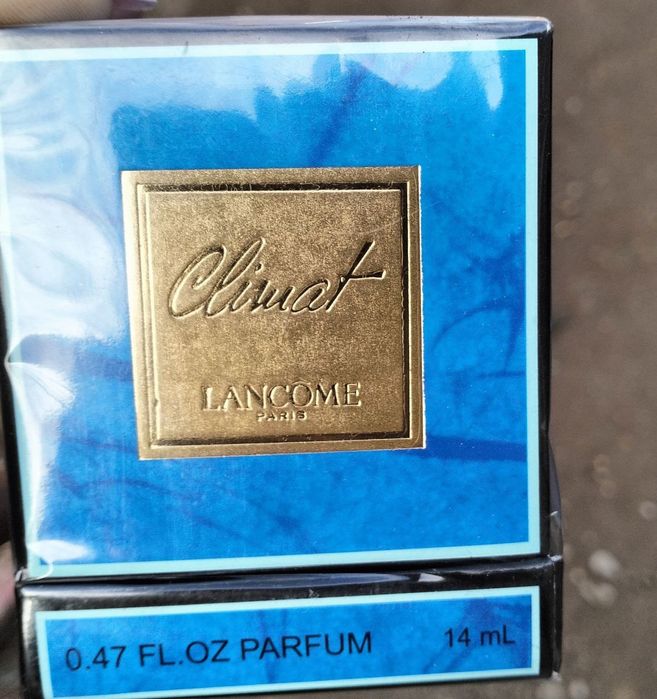 Climat
LANCOME
PARIS
0.47 FL.OZ PARFUM 14 mL